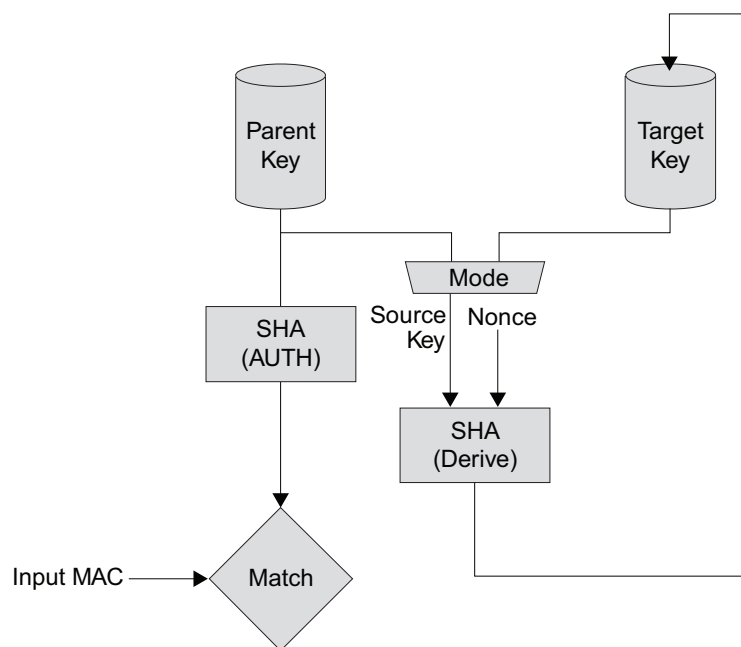 Parent
Key
Target
Key
Mode
Source
Key
Nonce
SHA
(AUTH)
SHA
(Derive)
Input MAC
Match